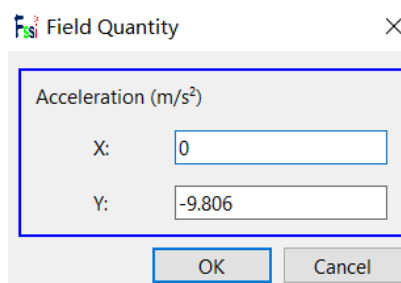 Fssi Field Quantity
Acceleration (m/s²)
X: 0
Y: -9.806
OK Cancel